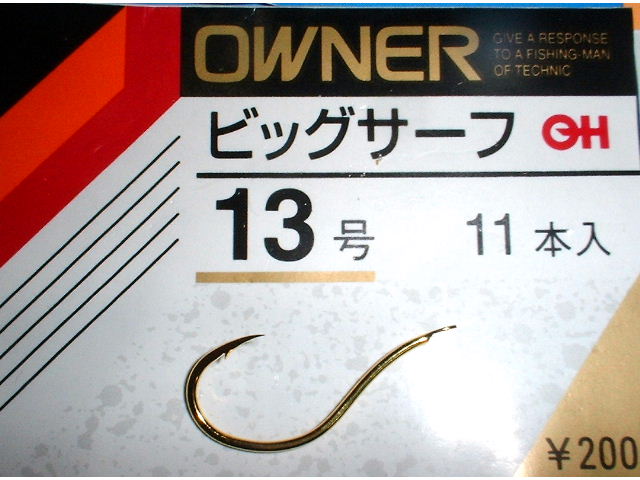 OWNER
GIVE A RESPONSE
TO A FISHING-MAN
OF TECHNIC
ビッグサーフ OH
13号 11本入
¥200